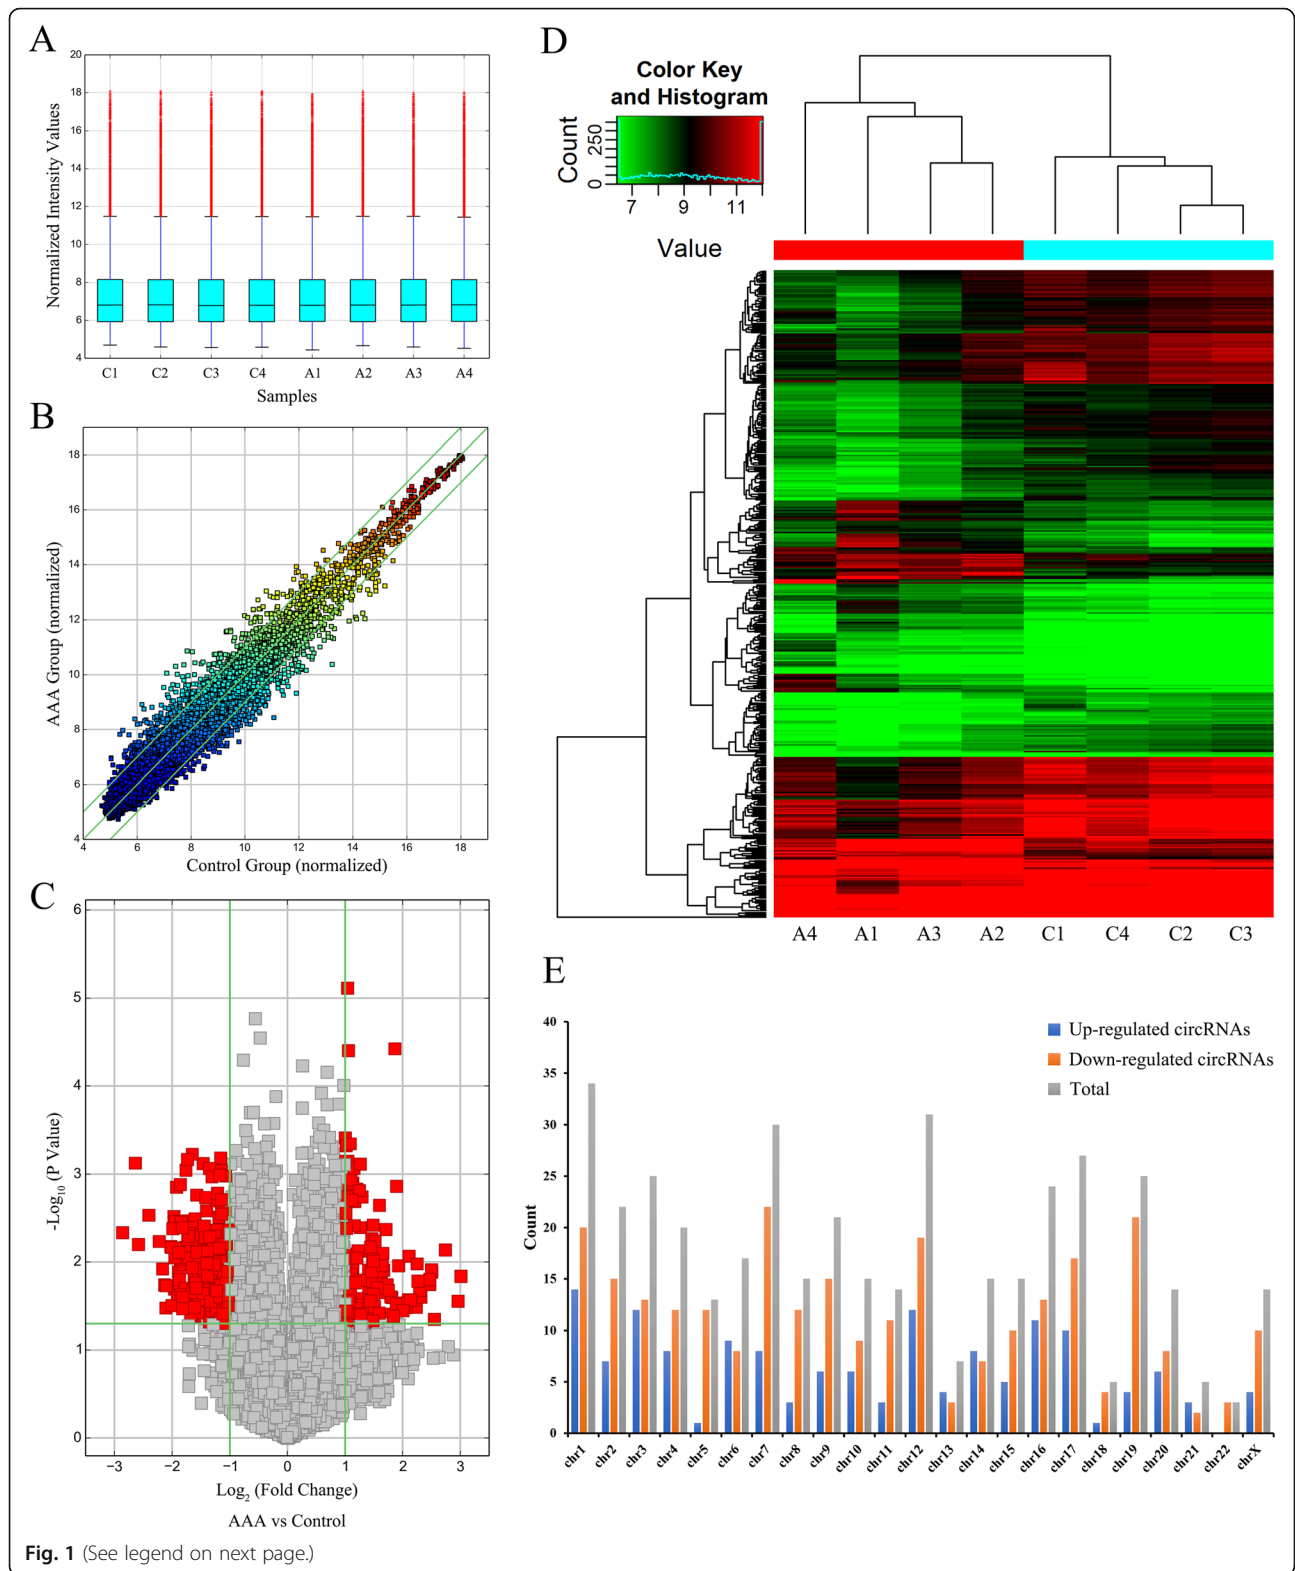 A
20
18
16
14
12
10
8
6
4
Normalized Intensity Values
C1 C2 C3 C4 A1 A2 A3 A4
Samples
B
18
16
14
12
10
8
6
4
AAA Group (normalized)
4 6 8 10 12 14 16 18
Control Group (normalized)
C
6
5
4
3
2
1
0
-Log10 (P Value)
−3 −2 −1 0 1 2 3
Log2 (Fold Change)
AAA vs Control
D
Color Key
and Histogram
Count
0 250
7 9 11
Value
A4 A1 A3 A2 C1 C4 C2 C3
E
Up-regulated circRNAs
Down-regulated circRNAs
Total
40
35
30
25
20
15
10
5
0
Count
chr1 chr2 chr3 chr4 chr5 chr6 chr7 chr8 chr9 chr10 chr11 chr12 chr13 chr14 chr15 chr16 chr17 chr18 chr19 chr20 chr21 chr22 chrX
Fig. 1 (See legend on next page.)